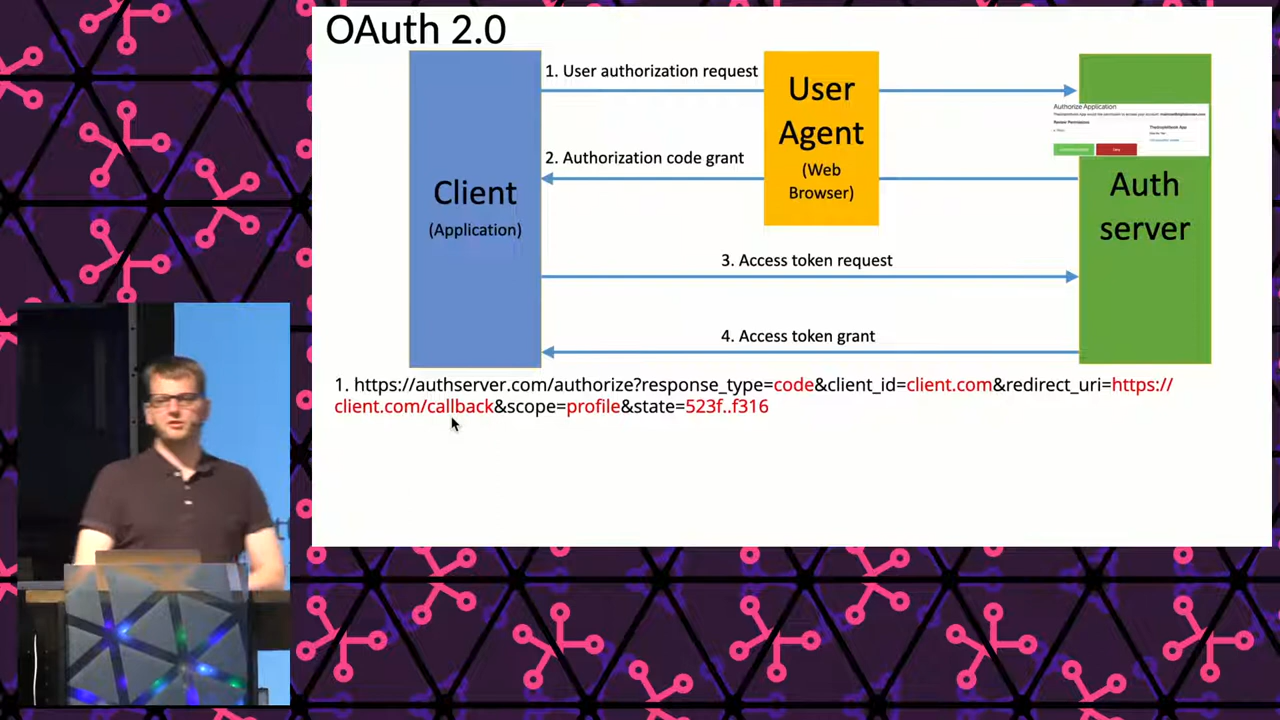 OAuth 2.0
1. User authorization request
User
Agent
(Web
Browser)
Authorize Application
2. Authorization code grant
Client
(Application)
Auth
server
3. Access token request
4. Access token grant
1. https://authserver.com/authorize?response_type=code&client_id=client.com&redirect_uri=https://
client.com/callback&scope=profile&state=523f..f316